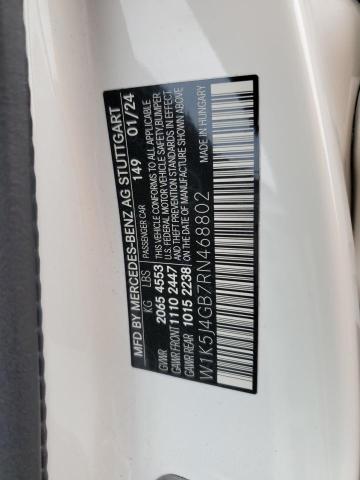 MFD BY MERCEDES-BENZ AG STUTTGART
PASSENGER CAR 149 01/24
KG LBS THIS VEHICLE CONFORMS TO ALL APPLICABLE
GVWR 2065 4553 U.S. FEDERAL MOTOR VEHICLE SAFETY,BUMPER
GAWR FRONT 1110 2447 AND THEFT PREVENTION STANDARDS IN EFFECT
GAWR REAR 1015 2238 ON THE DATE OF MANUFACTURE SHOWN ABOVE
W1K5J4GB7RN468802 MADE IN HUNGARY